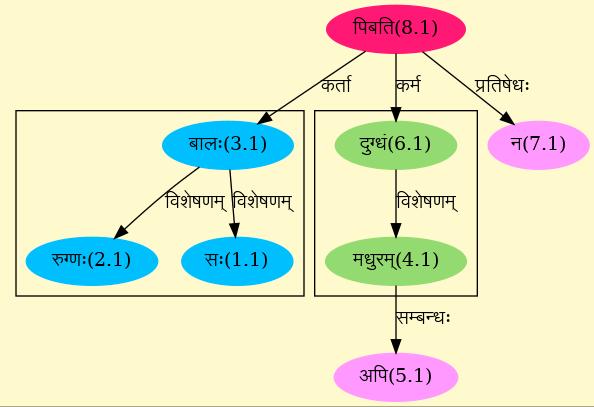 पिबति(8.1)
कर्ता कर्म प्रतिषेधः
बालः(3.1) दुग्धं(6.1) न(7.1)
विशेषणम् विशेषणम् विशेषणम्
रुग्णः(2.1) सः(1.1) मधुरम्(4.1)
सम्बन्धः
अपि(5.1)